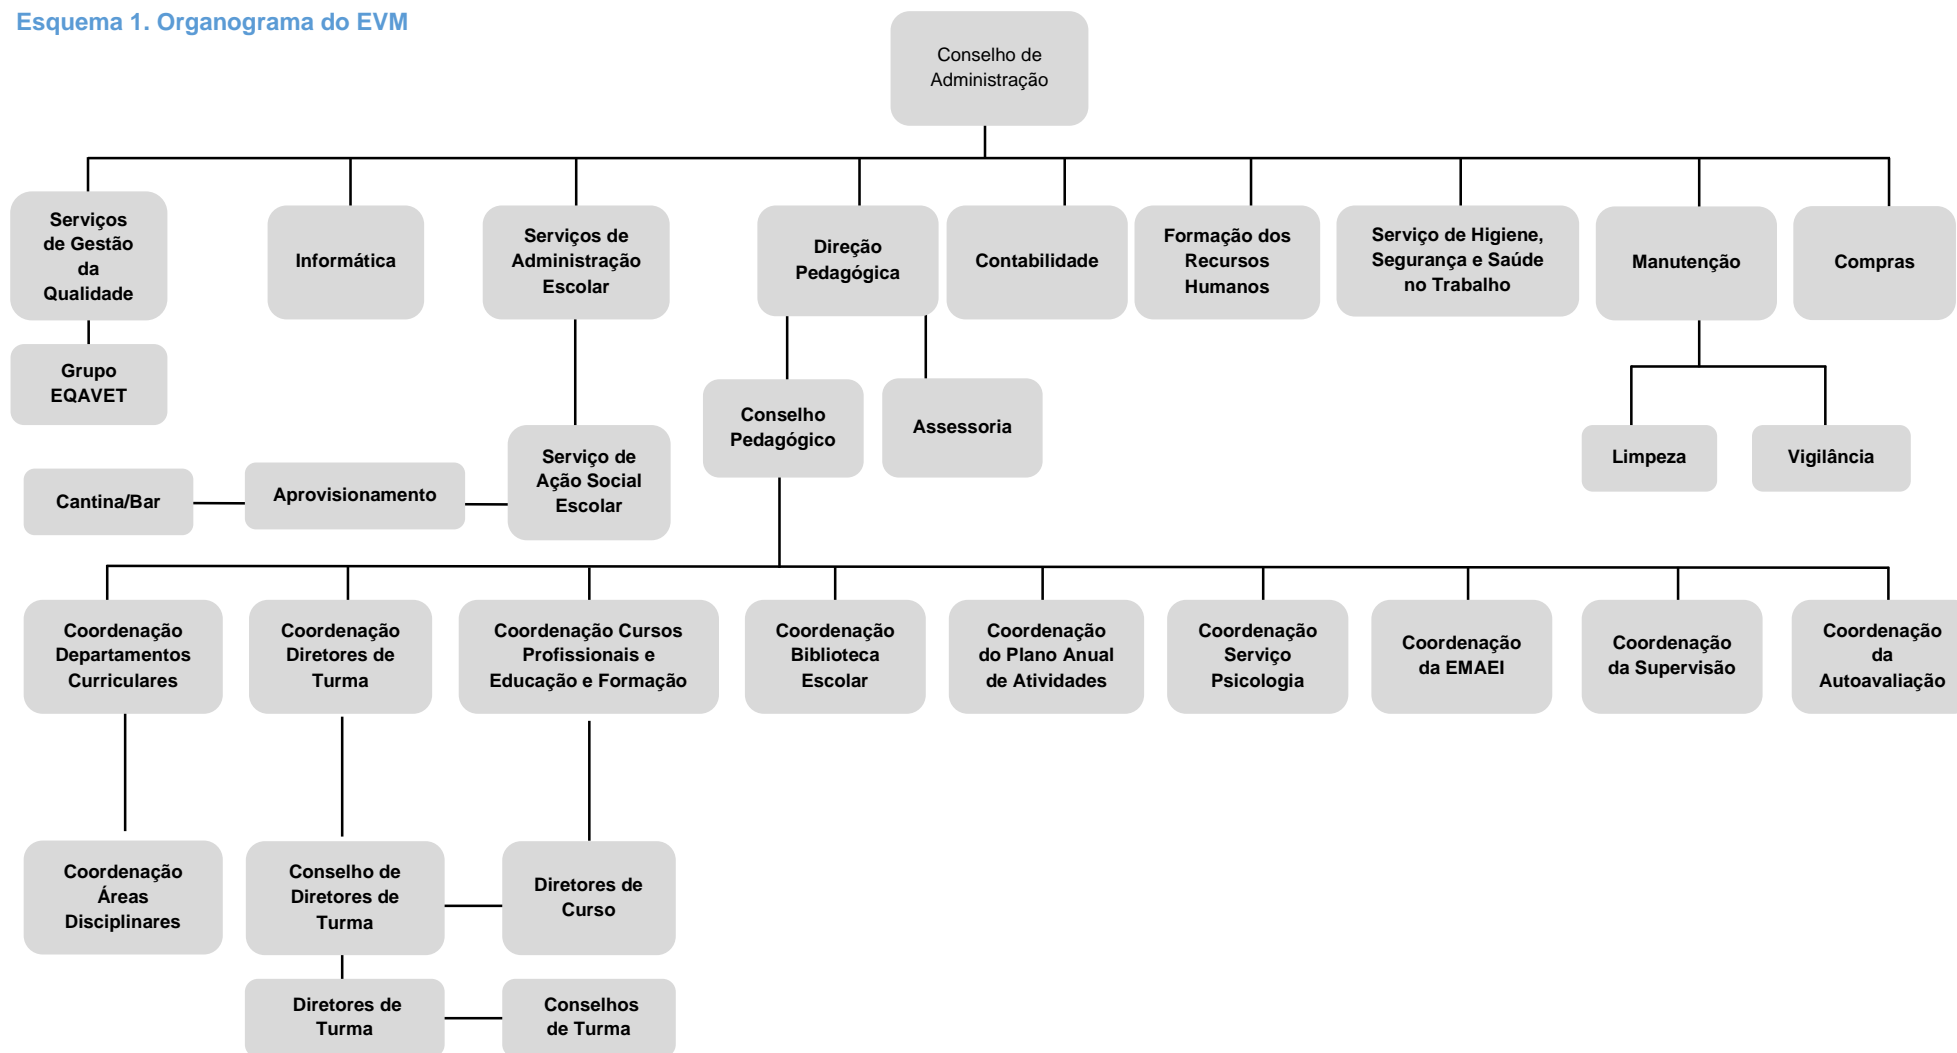 Esquema 1. Organograma do EVM
Conselho de
Administração
Serviços
de Gestão
da
Qualidade
Informática
Serviços de
Administração
Escolar
Direção
Pedagógica
Contabilidade
Formação dos
Recursos
Humanos
Serviço de Higiene,
Segurança e Saúde
no Trabalho
Manutenção
Compras
Grupo
EQAVET
Conselho
Pedagógico
Assessoria
Limpeza
Vigilância
Cantina/Bar
Aprovisionamento
Serviço de
Ação Social
Escolar
Coordenação
Departamentos
Curriculares
Coordenação
Diretores de
Turma
Coordenação Cursos
Profissionais e
Educação e Formação
Coordenação
Biblioteca
Escolar
Coordenação
do Plano Anual
de Atividades
Coordenação
Serviço
Psicologia
Coordenação
da EMAEI
Coordenação
da Supervisão
Coordenação
da
Autoavaliação
Coordenação
Áreas
Disciplinares
Conselho de
Diretores de
Turma
Diretores de
Curso
Diretores de
Turma
Conselhos
de Turma